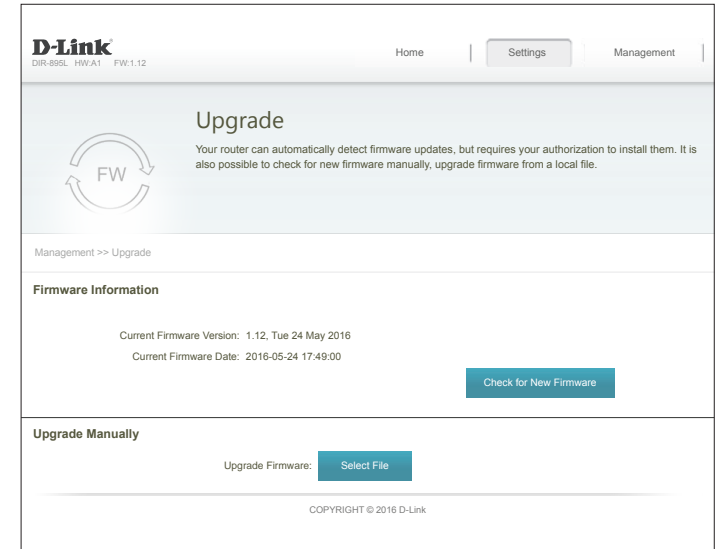 D-Link
DIR-895L HW:A1 FW:1.12
Home
Settings
Management
Upgrade
Your router can automatically detect firmware updates, but requires your authorization to install them. It is
also possible to check for new firmware manually, upgrade firmware from a local file.
FW
Management >> Upgrade
Firmware Information
Current Firmware Version: 1.12, Tue 24 May 2016
Current Firmware Date: 2016-05-24 17:49:00
Check for New Firmware
Upgrade Manually
Upgrade Firmware: Select File
COPYRIGHT © 2016 D-Link